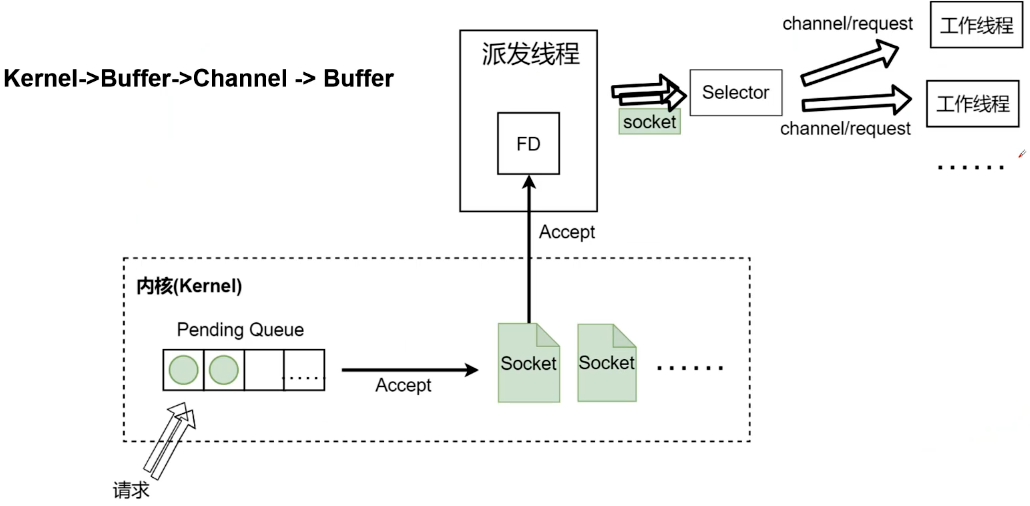 Kernel->Buffer->Channel -> Buffer
派发线程
FD
socket
Selector
channel/request
工作线程
channel/request
工作线程
......
Accept
内核(Kernel)
Pending Queue
......
Accept
Socket
Socket
......
请求